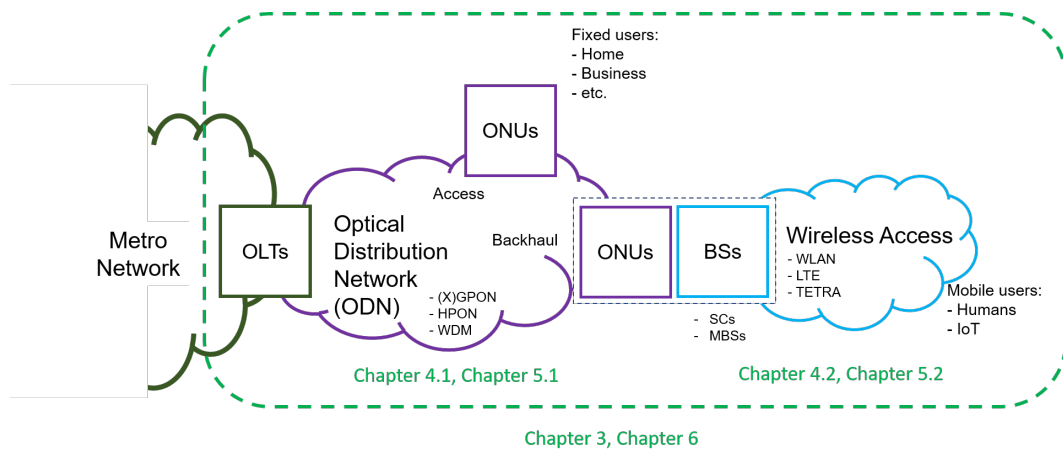 Fixed users:
- Home
- Business
- etc.
ONUs
Access
Metro
Network
OLTs
Optical
Distribution
Network
(ODN)
- (X)GPON
- HPON
- WDM
Backhaul
ONUs
BSs
- SCs
- MBSs
Wireless Access
- WLAN
- LTE
- TETRA
Mobile users:
- Humans
- IoT
Chapter 4.1, Chapter 5.1
Chapter 4.2, Chapter 5.2
Chapter 3, Chapter 6